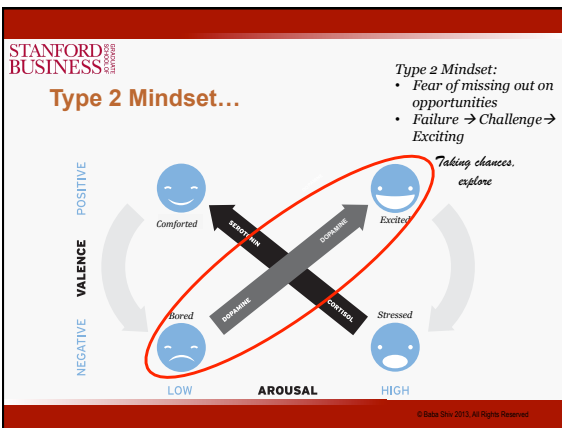 STANFORD
BUSINESS
GRADUATE
SCHOOL OF
Type 2 Mindset…
Type 2 Mindset:
• Fear of missing out on
opportunities
• Failure → Challenge→
Exciting
Taking chances,
explore
POSITIVE
VALENCE
NEGATIVE
Comforted
Excited
SEROTONIN
DOPAMINE
DOPAMINE
CORTISOL
Bored
Stressed
LOW
AROUSAL
HIGH
© Baba Shiv 2013, All Rights Reserved